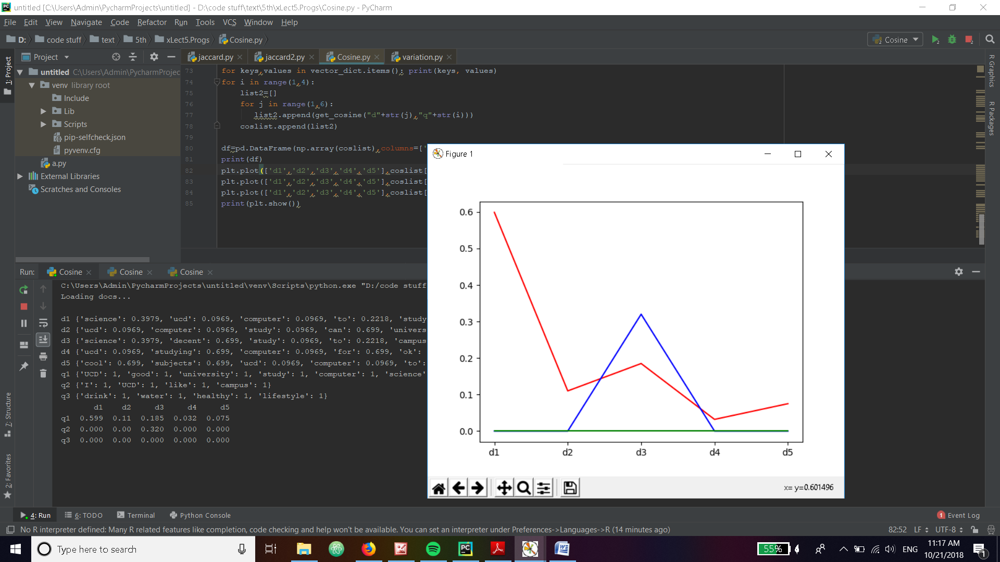 untitled [C:\Users\Admin\PycharmProjects\untitled] - D:\code stuff\text\5th\xLect5.Progs\Cosine.py - PyCharm
File Edit View Navigate Code Refactor Run Tools VCS Window Help
D: code stuff text 5th xLect5.Progs Cosine.py
Cosine
Project
jaccard.py jaccard2.py Cosine.py variation.py
1: Project
untitled C:\Users\Admin\PycharmProjec
venv library root
Include
Lib
Scripts
pip-selfcheck.json
pyvenv.cfg
a.py
External Libraries
Scratches and Consoles
73 for keys,values in vector_dict.items(): print(keys, values)
74 for i in range(1,4):
75 list2=[]
76 for j in range(1,6):
77 list2.append(get_cosine("d"+str(j),"q"+str(i)))
78 coslist.append(list2)
79
80 df=pd.DataFrame(np.array(coslist),columns=['
81 print(df)
82 plt.plot(['d1','d2','d3','d4','d5'],coslist[
83 plt.plot(['d1','d2','d3','d4','d5'],coslist[
84 plt.plot(['d1','d2','d3','d4','d5'],coslist[
85 print(plt.show())
R Graphics
R Packages
Figure 1
0.6
0.5
0.4
0.3
0.2
0.1
0.0
d1 d2 d3 d4 d5
x= y=0.601496
Run: Cosine Cosine Cosine
C:\Users\Admin\PycharmProjects\untitled\venv\Scripts\python.exe "D:/code stuff
Loading docs...
d1 {'science': 0.3979, 'ucd': 0.0969, 'computer': 0.0969, 'to': 0.2218, 'study
d2 {'ucd': 0.0969, 'computer': 0.0969, 'study': 0.0969, 'can': 0.699, 'univers
d3 {'science': 0.3979, 'decent': 0.699, 'study': 0.0969, 'to': 0.2218, 'campus
d4 {'ucd': 0.0969, 'studying': 0.699, 'computer': 0.0969, 'for': 0.699, 'ok':
d5 {'cool': 0.699, 'subjects': 0.699, 'ucd': 0.0969, 'computer': 0.0969, 'to':
q1 {'UCD': 1, 'good': 1, 'university': 1, 'study': 1, 'computer': 1, 'science'
q2 {'I': 1, 'UCD': 1, 'like': 1, 'campus': 1}
q3 {'drink': 1, 'water': 1, 'healthy': 1, 'lifestyle': 1}
d1 d2 d3 d4 d5
q1 0.599 0.11 0.185 0.032 0.075
q2 0.000 0.00 0.320 0.000 0.000
q3 0.000 0.00 0.000 0.000 0.000
7: Structure
2: Favorites
4: Run 6: TODO Terminal Python Console
1 Event Log
No R interpreter defined: Many R related features like completion, code checking and help won't be available. You can set an interpreter under Preferences->Languages->R (14 minutes ago)
82:52 LF UTF-8
Type here to search
55%
ENG
11:17 AM
10/21/2018
1